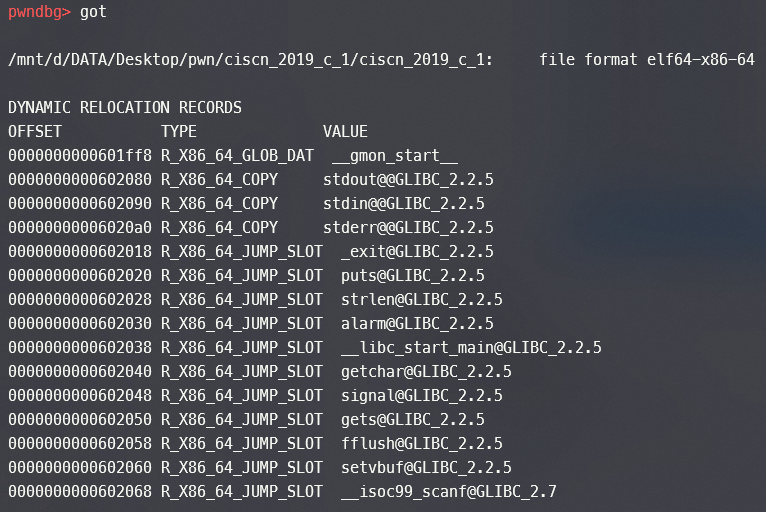 pwndbg> got
/mnt/d/DATA/Desktop/pwn/ciscn_2019_c_1/ciscn_2019_c_1:     file format elf64-x86-64
DYNAMIC RELOCATION RECORDS
OFFSET           TYPE              VALUE
0000000000601ff8 R_X86_64_GLOB_DAT  __gmon_start__
0000000000602080 R_X86_64_COPY     stdout@@GLIBC_2.2.5
0000000000602090 R_X86_64_COPY     stdin@@GLIBC_2.2.5
00000000006020a0 R_X86_64_COPY     stderr@@GLIBC_2.2.5
0000000000602018 R_X86_64_JUMP_SLOT  _exit@GLIBC_2.2.5
0000000000602020 R_X86_64_JUMP_SLOT  puts@GLIBC_2.2.5
0000000000602028 R_X86_64_JUMP_SLOT  strlen@GLIBC_2.2.5
0000000000602030 R_X86_64_JUMP_SLOT  alarm@GLIBC_2.2.5
0000000000602038 R_X86_64_JUMP_SLOT  __libc_start_main@GLIBC_2.2.5
0000000000602040 R_X86_64_JUMP_SLOT  getchar@GLIBC_2.2.5
0000000000602048 R_X86_64_JUMP_SLOT  signal@GLIBC_2.2.5
0000000000602050 R_X86_64_JUMP_SLOT  gets@GLIBC_2.2.5
0000000000602058 R_X86_64_JUMP_SLOT  fflush@GLIBC_2.2.5
0000000000602060 R_X86_64_JUMP_SLOT  setvbuf@GLIBC_2.2.5
0000000000602068 R_X86_64_JUMP_SLOT  __isoc99_scanf@GLIBC_2.7